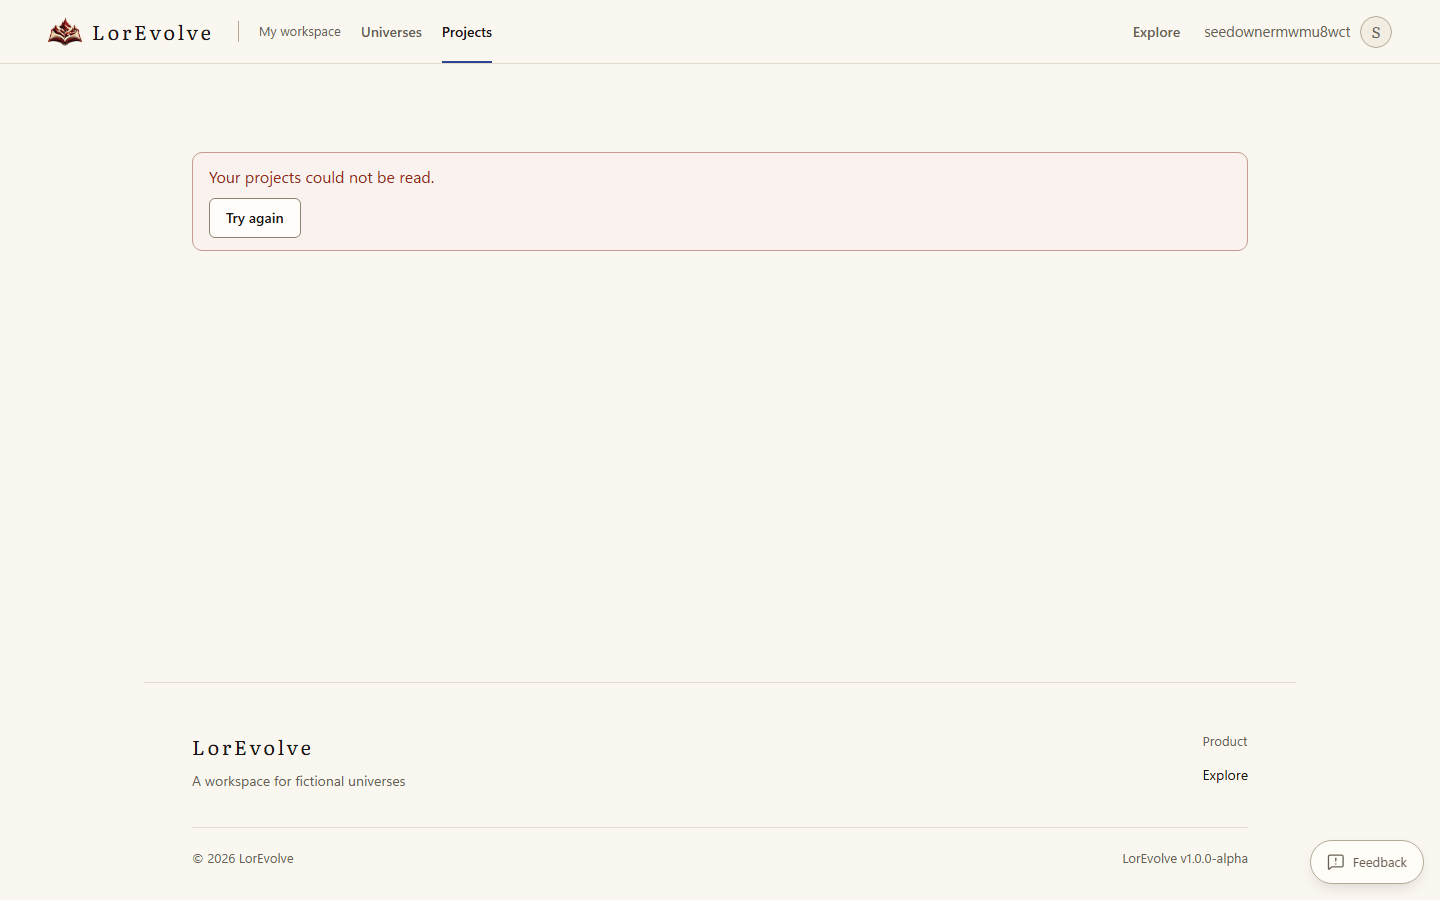 LorEvolve
My workspace
Universes
Projects
Explore
seedownermwmu8wct
S
Your projects could not be read.
Try again
LorEvolve
A workspace for fictional universes
Product
Explore
© 2026 LorEvolve
LorEvolve v1.0.0-alpha
Feedback